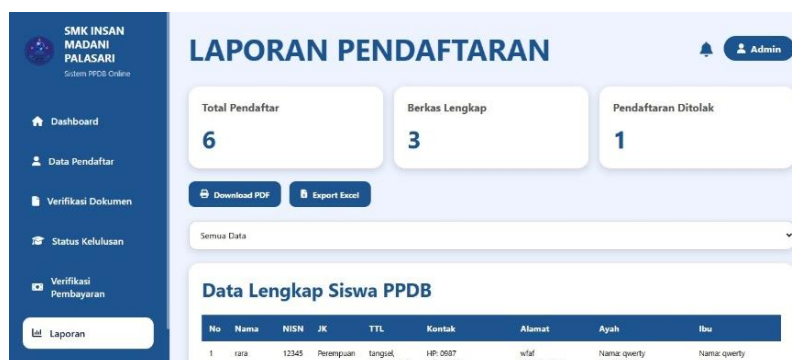 SMK INSAN
MADANI
PALASARI
Sistem PPDB Online
Dashboard
Data Pendaftar
Verifikasi Dokumen
Status Kelulusan
Verifikasi
Pembayaran
Laporan
LAPORAN PENDAFTARAN
Admin
Total Pendaftar
6
Berkas Lengkap
3
Pendaftaran Ditolak
1
Download PDF
Export Excel
Semua Data
Data Lengkap Siswa PPDB
No Nama NISN JK TTL Kontak Alamat Ayah Ibu
1 rara 12345 Perempuan tangsel, HP: 0987 wfaf Nama: qwerty Nama: qwerty